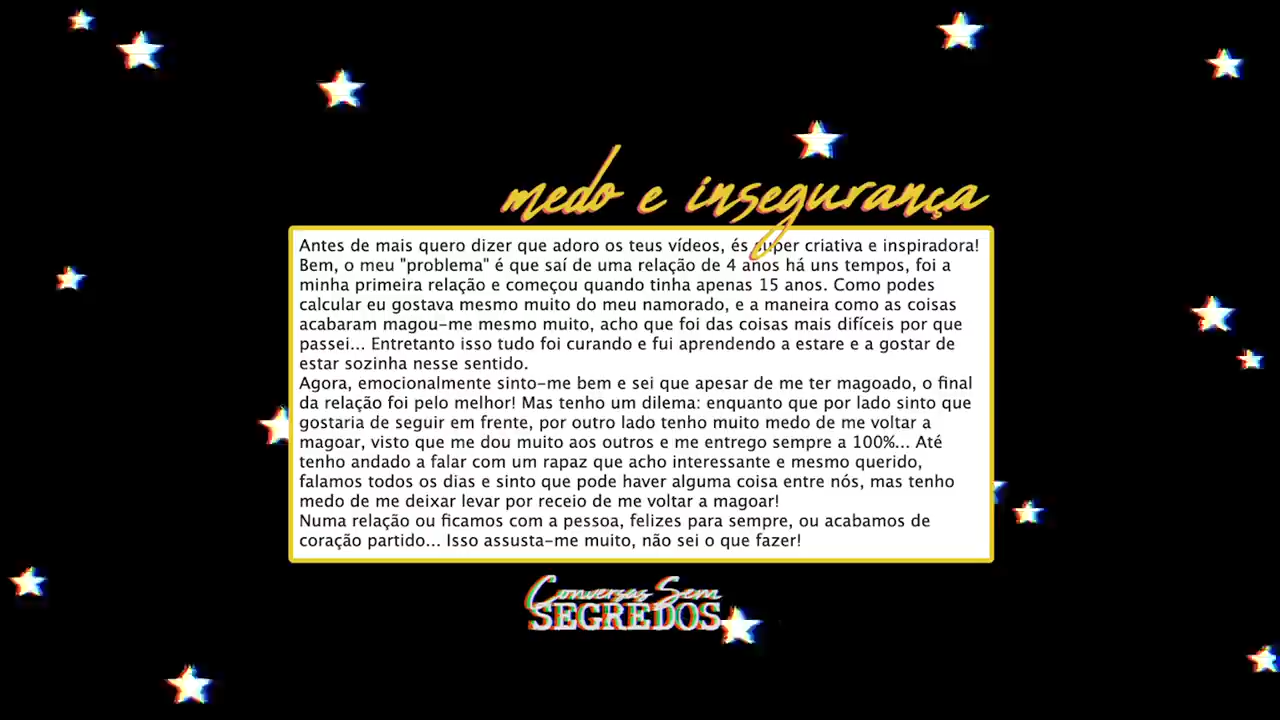 medo e insegurança
Antes de mais quero dizer que adoro os teus vídeos, és super criativa e inspiradora!
Bem, o meu "problema" é que saí de uma relação de 4 anos há uns tempos, foi a
minha primeira relação e começou quando tinha apenas 15 anos. Como podes
calcular eu gostava mesmo muito do meu namorado, e a maneira como as coisas
acabaram magou-me mesmo muito, acho que foi das coisas mais difíceis por que
passei... Entretanto isso tudo foi curando e fui aprendendo a estare e a gostar de
estar sozinha nesse sentido.
Agora, emocionalmente sinto-me bem e sei que apesar de me ter magoado, o final
da relação foi pelo melhor! Mas tenho um dilema: enquanto que por lado sinto que
gostaria de seguir em frente, por outro lado tenho muito medo de me voltar a
magoar, visto que me dou muito aos outros e me entrego sempre a 100%... Até
tenho andado a falar com um rapaz que acho interessante e mesmo querido,
falamos todos os dias e sinto que pode haver alguma coisa entre nós, mas tenho
medo de me deixar levar por receio de me voltar a magoar!
Numa relação ou ficamos com a pessoa, felizes para sempre, ou acabamos de
coração partido... Isso assusta-me muito, não sei o que fazer!
Conversas Sem
SEGREDOS